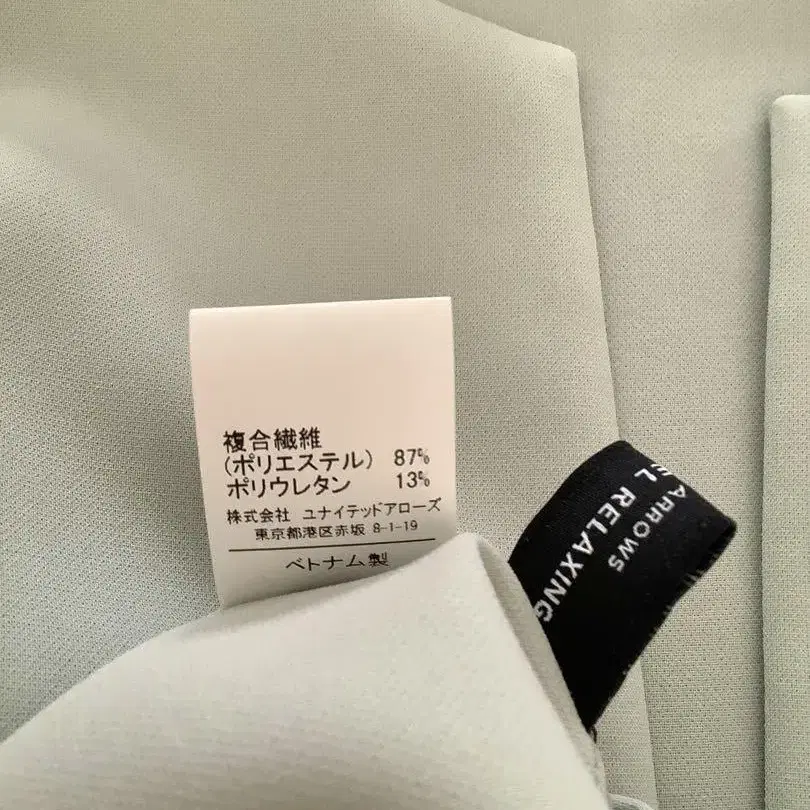 複合繊維
(ポリエステル) 87%
ポリウレタン 13%
株式会社 ユナイテッドアローズ
東京都港区赤坂 8-1-19
ベトナム製
ARROWS
RELAXING